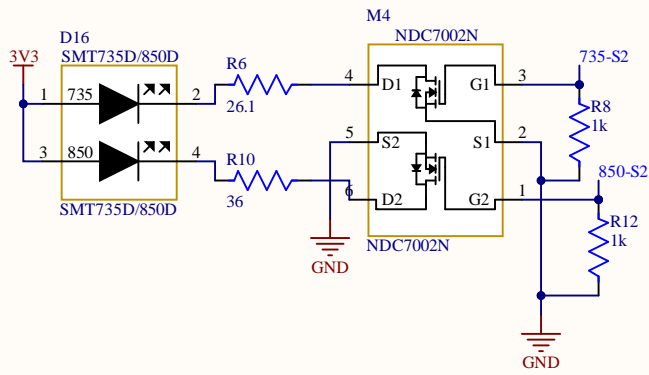 M4
NDC7002N
D16
SMT735D/850D
3V3
735-S2
R6
1
735
2
4
D1
G1
3
26.1
R8
1k
5
S2
S1
2
3
850
4
R10
850-S2
36
6
D2
G2
1
SMT735D/850D
R12
1k
NDC7002N
GND
GND